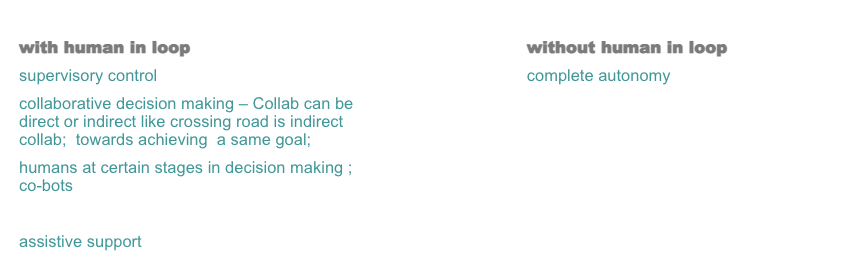 with human in loop
supervisory control
collaborative decision making – Collab can be
direct or indirect like crossing road is indirect
collab;  towards achieving  a same goal;
humans at certain stages in decision making ;
co-bots
assistive support
without human in loop
complete autonomy